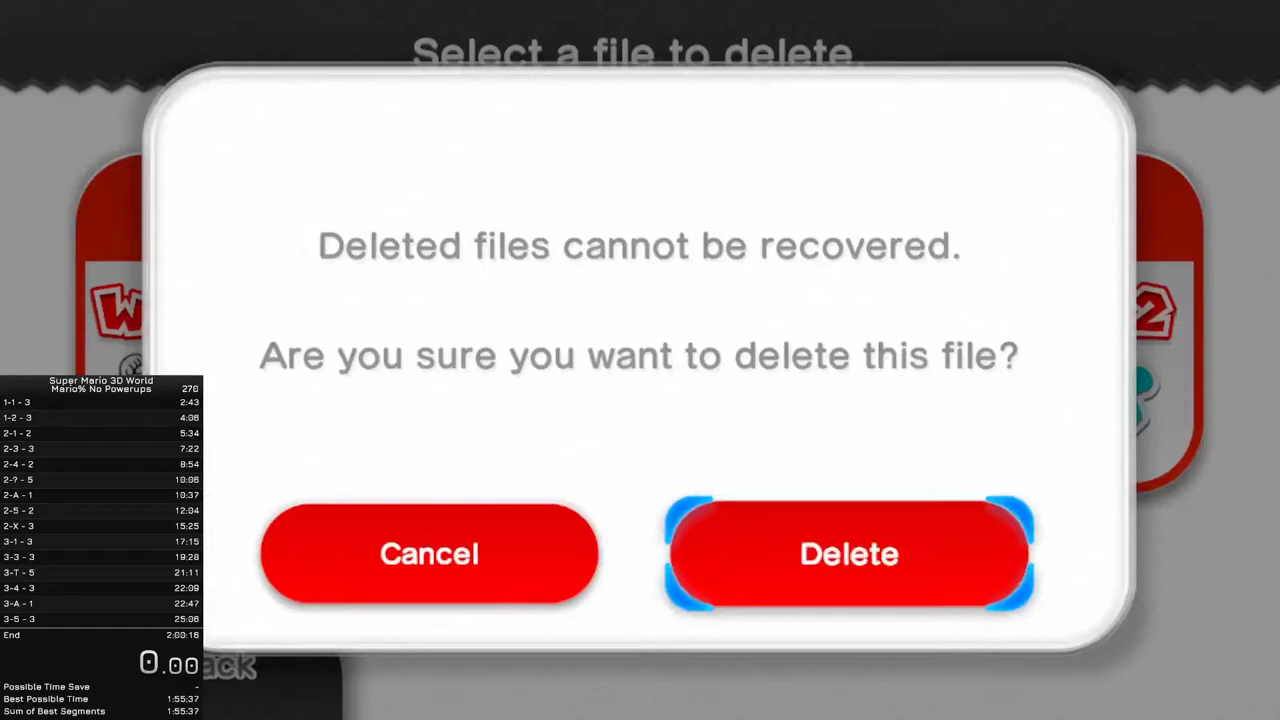 Select a file to delete.
Deleted files cannot be recovered.
Are you sure you want to delete this file?
Cancel
Delete
Super Mario 3D World
Mario% No Powerups 270
1-1 - 3 2:43
1-2 - 3 4:06
2-1 - 2 5:34
2-3 - 3 7:22
2-4 - 2 8:54
2-? - 5 10:06
2-A - 1 10:37
2-5 - 2 12:04
2-X - 3 15:25
3-1 - 3 17:15
3-3 - 3 19:28
3-T - 5 21:11
3-4 - 3 22:09
3-A - 1 22:47
3-5 - 3 25:06
End 2:00:16
0.00
ack
Possible Time Save -
Best Possible Time 1:55:37
Sum of Best Segments 1:55:37
W
2